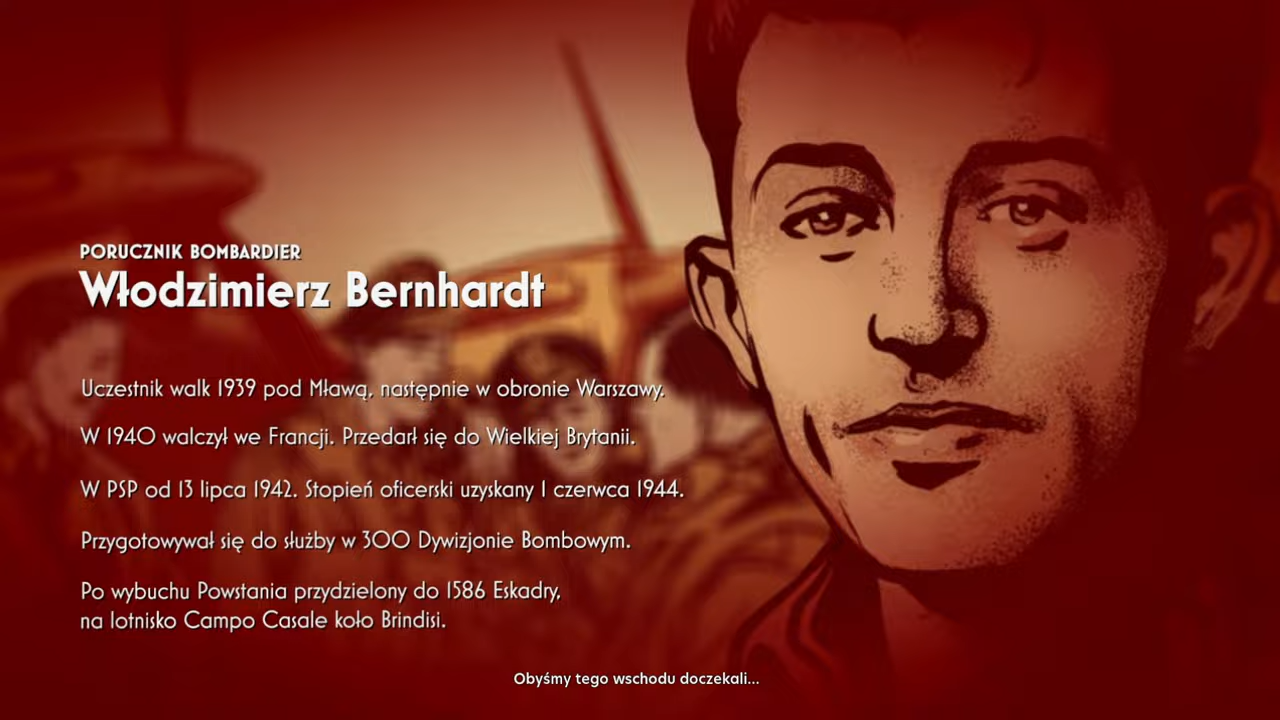 PORUCZNIK BOMBARDIER
Włodzimierz Bernhardt
Uczestnik walk 1939 pod Mławą, następnie w obronie Warszawy.
W 1940 walczył we Francji. Przedarł się do Wielkiej Brytanii.
W PSP od 13 lipca 1942. Stopień oficerski uzyskany 1 czerwca 1944.
Przygotowywał się do służby w 300 Dywizjonie Bombowym.
Po wybuchu Powstania przydzielony do 1586 Eskadry,
na lotnisko Campo Casale koło Brindisi.
Obyśmy tego wschodu doczekali...